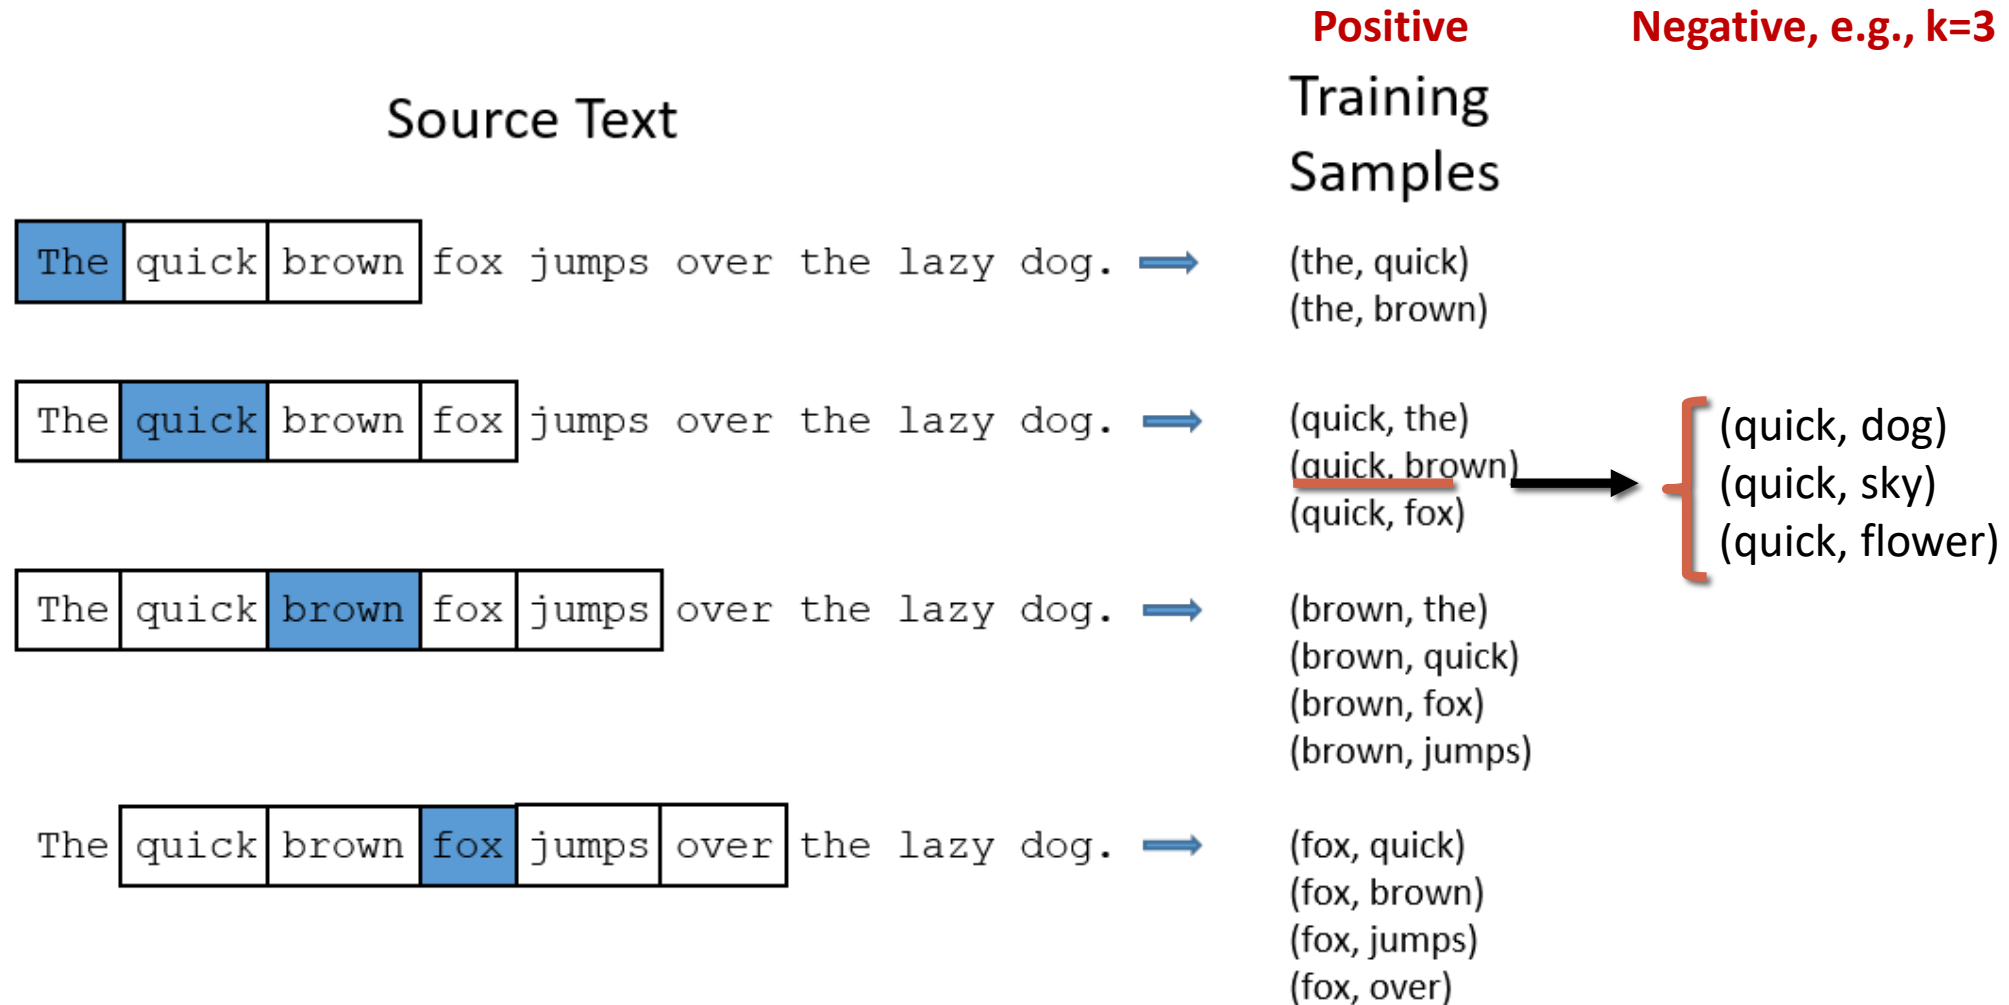 Positive
Negative, e.g., k=3
Source Text
Training
Samples
The quick brown fox jumps over the lazy dog.
(the, quick)
(the, brown)
The quick brown fox jumps over the lazy dog.
(quick, the)
(quick, brown)
(quick, fox)
(quick, dog)
(quick, sky)
(quick, flower)
The quick brown fox jumps over the lazy dog.
(brown, the)
(brown, quick)
(brown, fox)
(brown, jumps)
The quick brown fox jumps over the lazy dog.
(fox, quick)
(fox, brown)
(fox, jumps)
(fox, over)